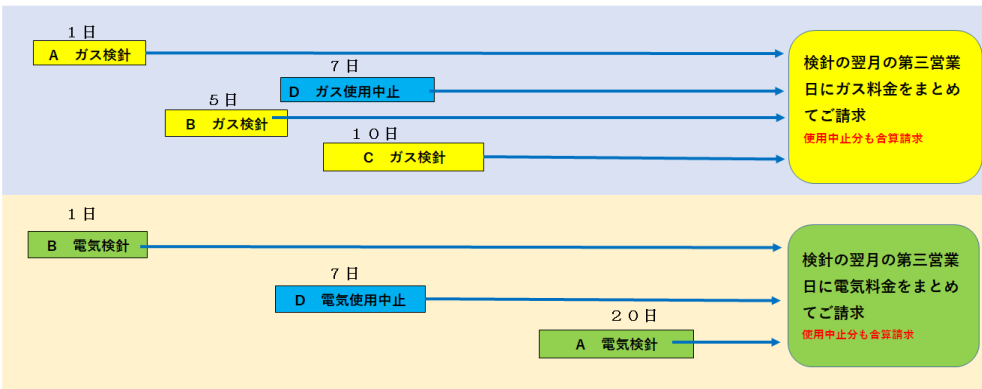 1日
A ガス検針
7日
D ガス使用中止
5日
B ガス検針
10日
C ガス検針
検針の翌月の第三営業
日にガス料金をまとめ
てご請求
使用中止分も合算請求
1日
B 電気検針
7日
D 電気使用中止
20日
A 電気検針
検針の翌月の第三営業
日に電気料金をまとめ
てご請求
使用中止分も合算請求